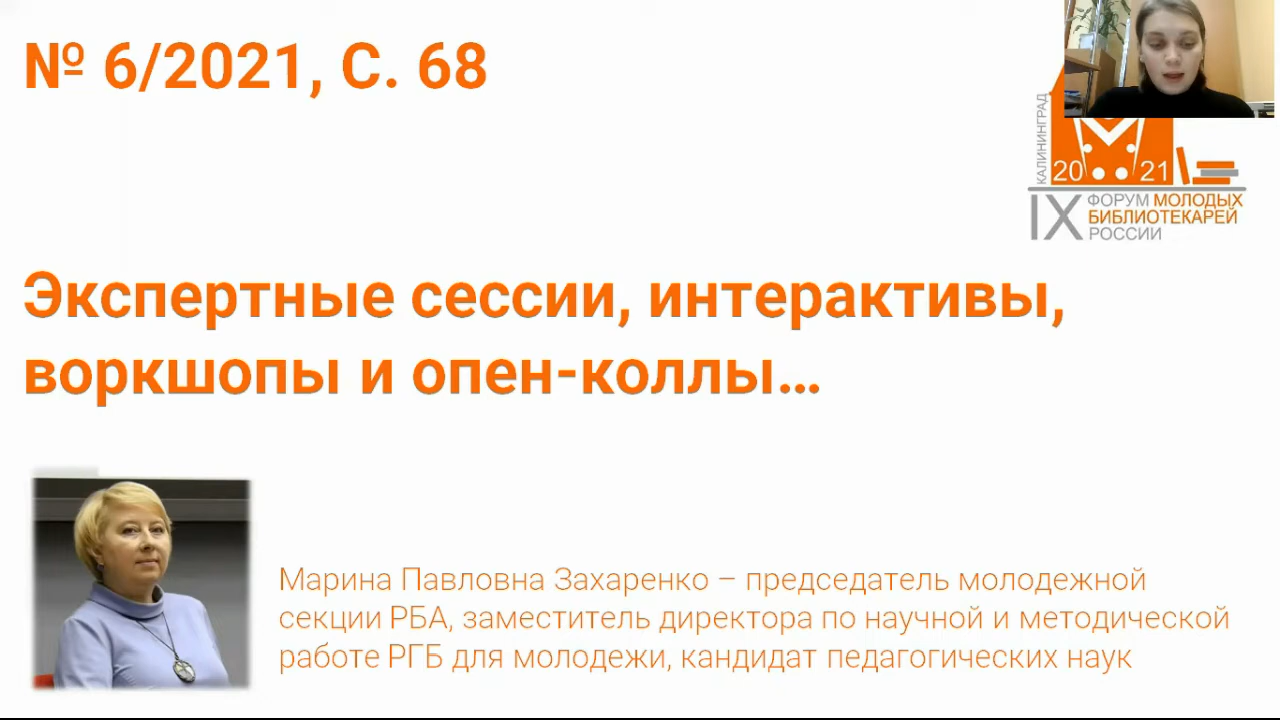 № 6/2021, С. 68
КАЛИНИНГРАД
20 21
IX ФОРУМ МОЛОДЫХ
БИБЛИОТЕКАРЕЙ
РОССИИ
Экспертные сессии, интерактивы,
воркшопы и опен-коллы…
Марина Павловна Захаренко – председатель молодежной
секции РБА, заместитель директора по научной и методической
работе РГБ для молодежи, кандидат педагогических наук